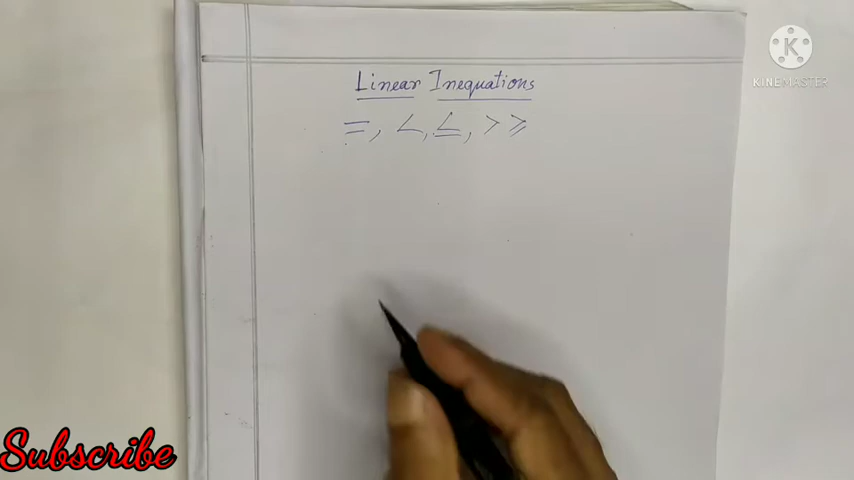 K
KINEMASTER
Linear Inequations
=, <, ≤, > ≥
Subscribe